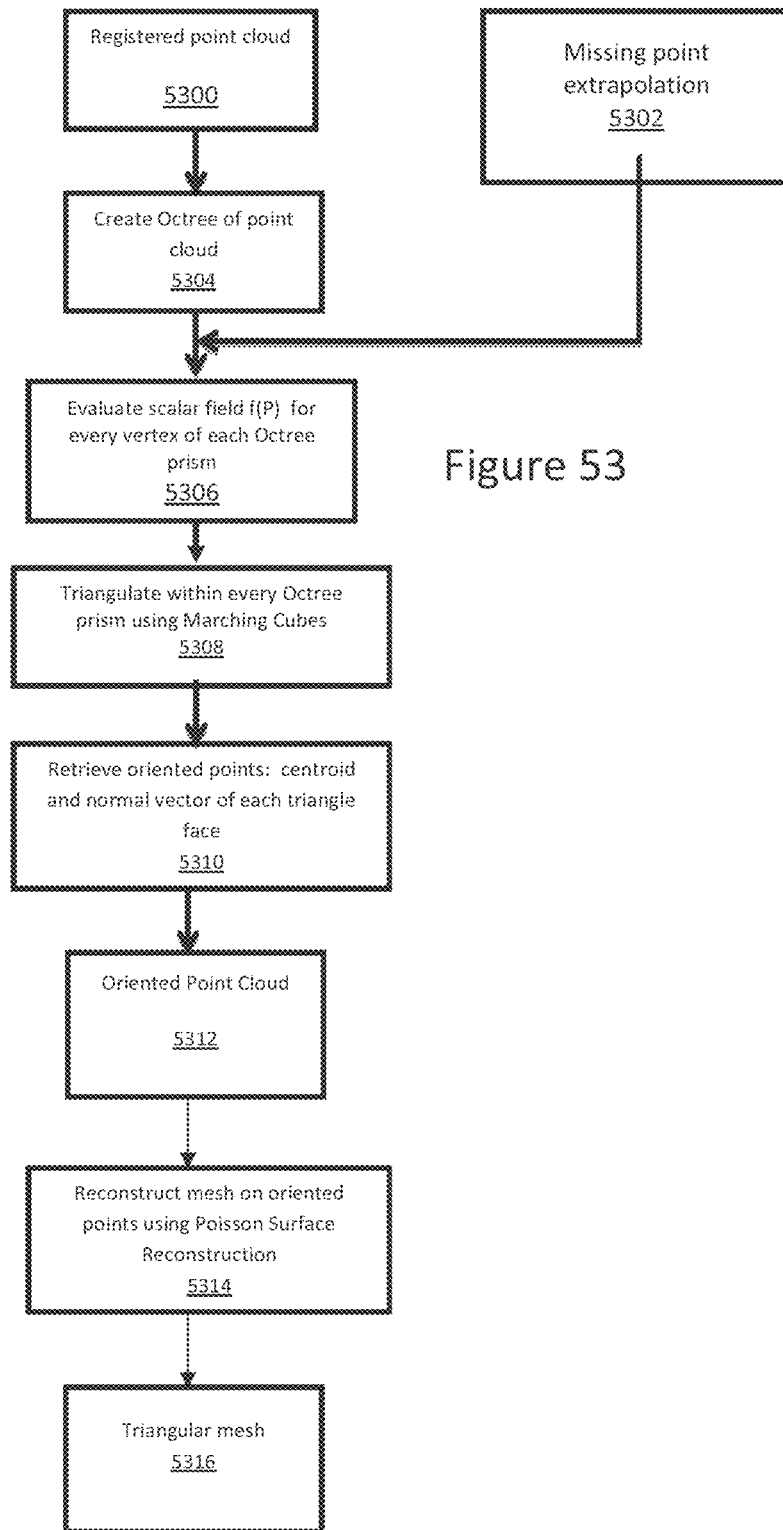 Registered point cloud
5300
Missing point
extrapolation
5302
Create Octree of point
cloud
5304
Evaluate scalar field f(P) for
every vertex of each Octree
prism
5306
Figure 53
Triangulate within every Octree
prism using Marching Cubes
5308
Retrieve oriented points: centroid
and normal vector of each triangle
face
5310
Oriented Point Cloud
5312
Reconstruct mesh on oriented
points using Poisson Surface
Reconstruction
5314
Triangular mesh
5316